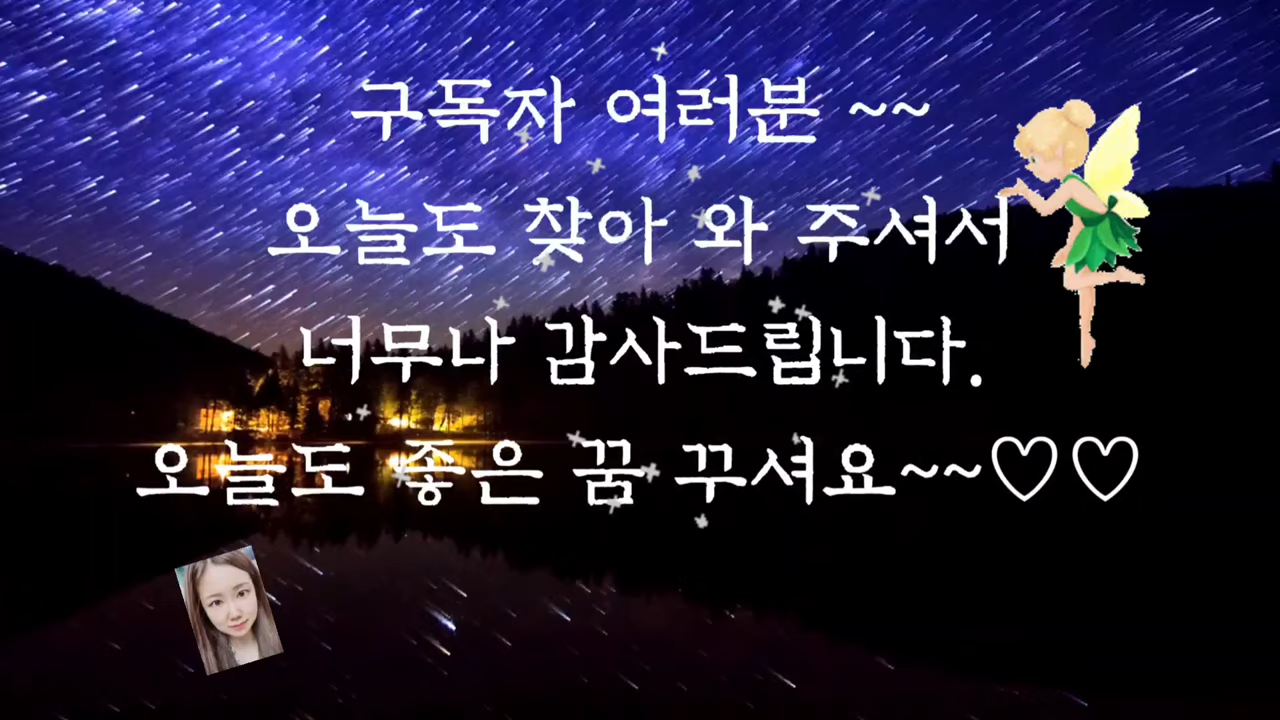 구독자 여러분 ~~
오늘도 찾아 와 주셔서
너무나 감사드립니다.
오늘도 좋은 꿈 꾸셔요~~♡♡